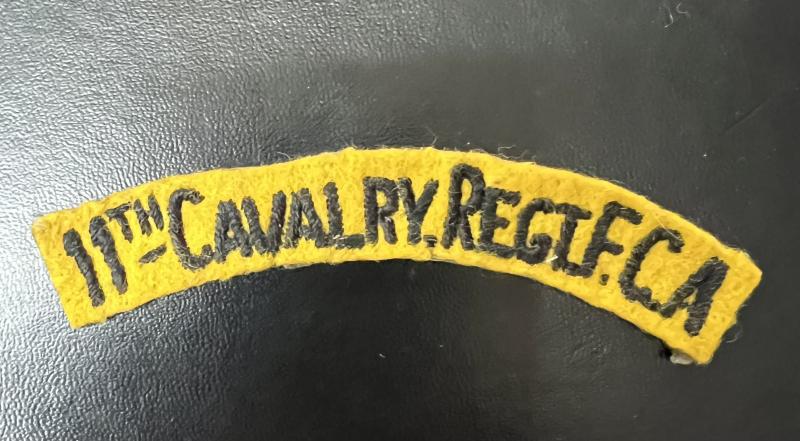 11TH CAVALRY. REGT F.C.A